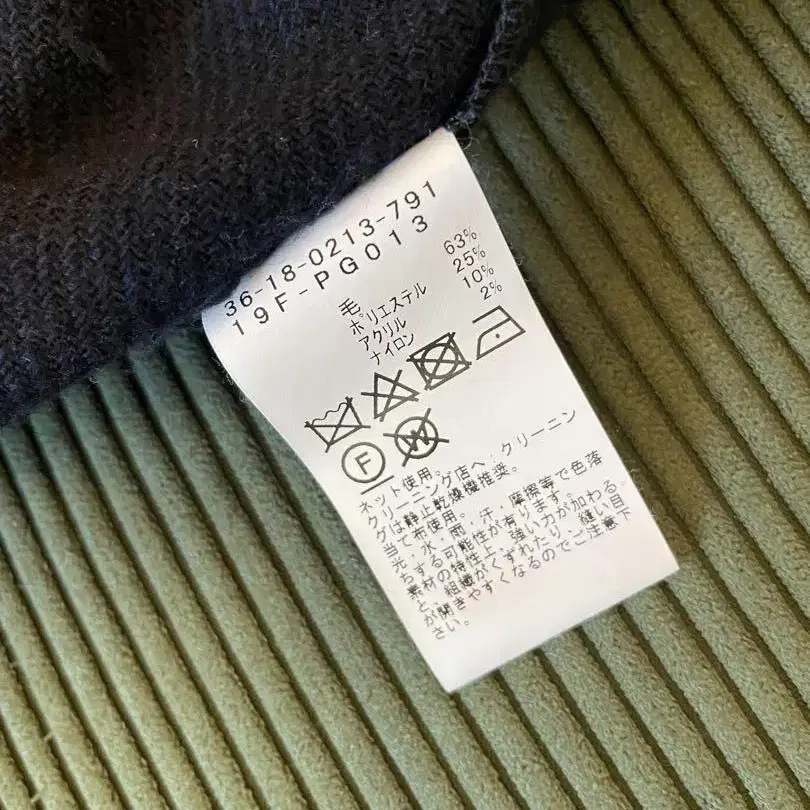 36-18-0213-791
19F-PG013
毛 63%
ポリエステル 25%
アクリル 10%
ナイロン 2%
F W
ネット使用。
クリーニング店へ・クリーニン
グは静止乾燥機推奨。
当て布使用。
光・水・雨・汗・摩擦等で色落
ちする可能性が有ります。
素材の特性上、強い力が加わる
と、組織がくずれたり、縫い目
が開きやすくなるのでご注意下
さい。